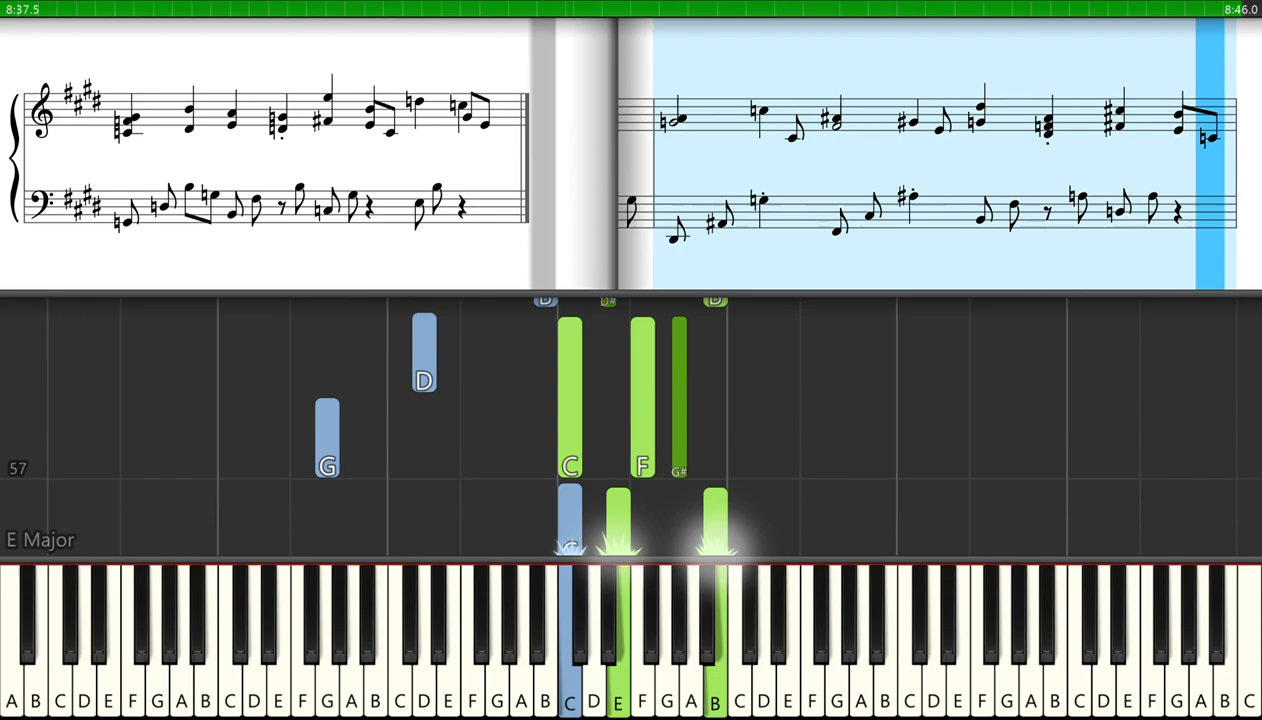 8:37.5 8:46.0
D D# D
D
57 G C F G#
E Major C
A B C D E F G A B C D E F G A B C D E F G A B C D E F G A B C D E F G A B C D E F G A B C D E F G A B C